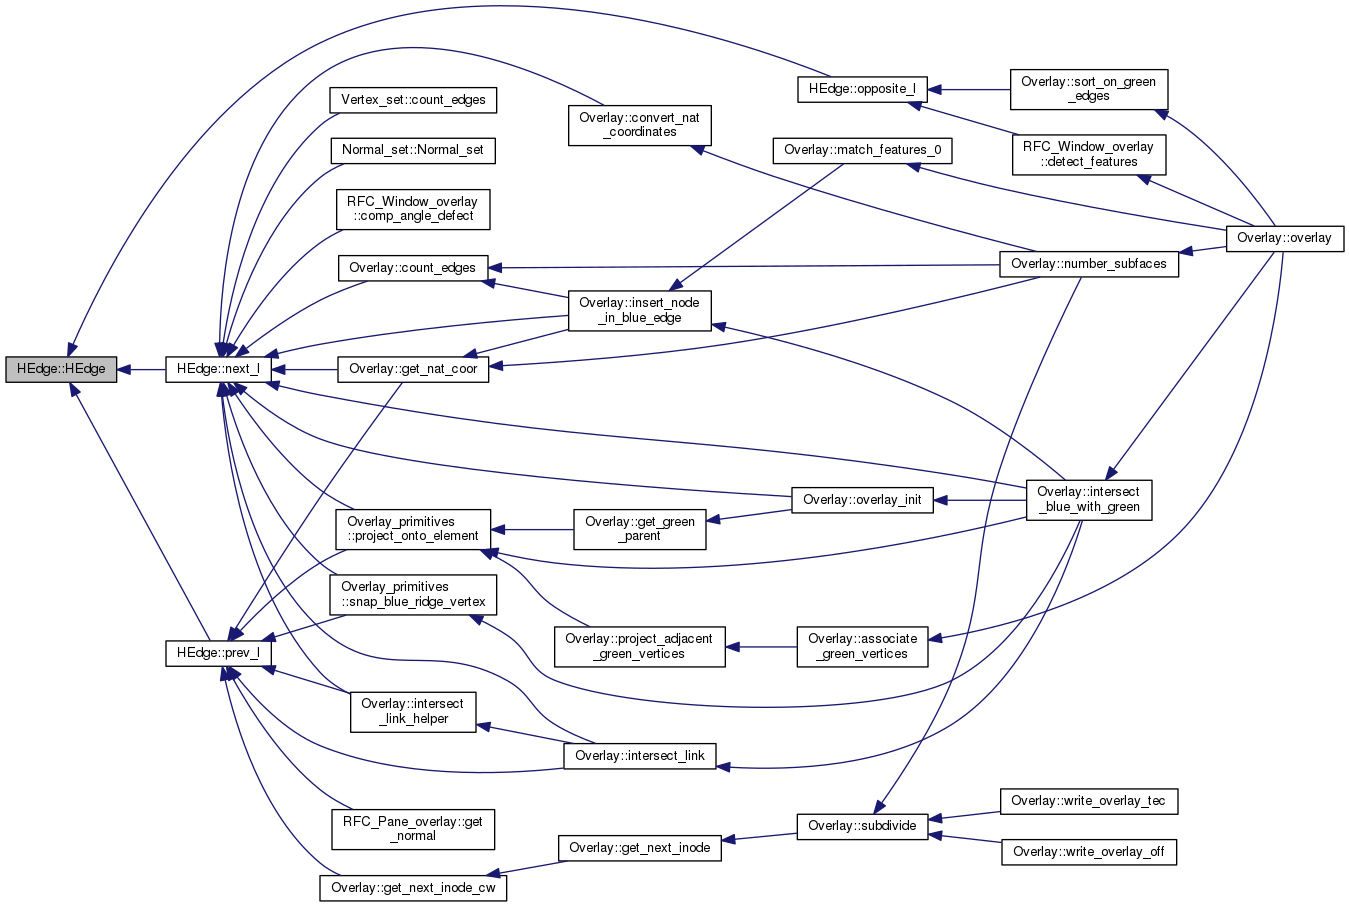 HEdge::HEdge
HEdge::next_l
HEdge::prev_l
Vertex_set::count_edges
Normal_set::Normal_set
RFC_Window_overlay
::comp_angle_defect
Overlay::count_edges
Overlay::get_nat_coor
Overlay_primitives
::project_onto_element
Overlay_primitives
::snap_blue_ridge_vertex
Overlay::intersect
_link_helper
RFC_Pane_overlay::get
_normal
Overlay::get_next_inode_cw
Overlay::convert_nat
_coordinates
Overlay::insert_node
_in_blue_edge
Overlay::get_green
_parent
Overlay::project_adjacent
_green_vertices
Overlay::intersect_link
Overlay::get_next_inode
HEdge::opposite_l
Overlay::match_features_0
Overlay::overlay_init
Overlay::associate
_green_vertices
Overlay::subdivide
Overlay::sort_on_green
_edges
RFC_Window_overlay
::detect_features
Overlay::number_subfaces
Overlay::intersect
_blue_with_green
Overlay::write_overlay_tec
Overlay::write_overlay_off
Overlay::overlay